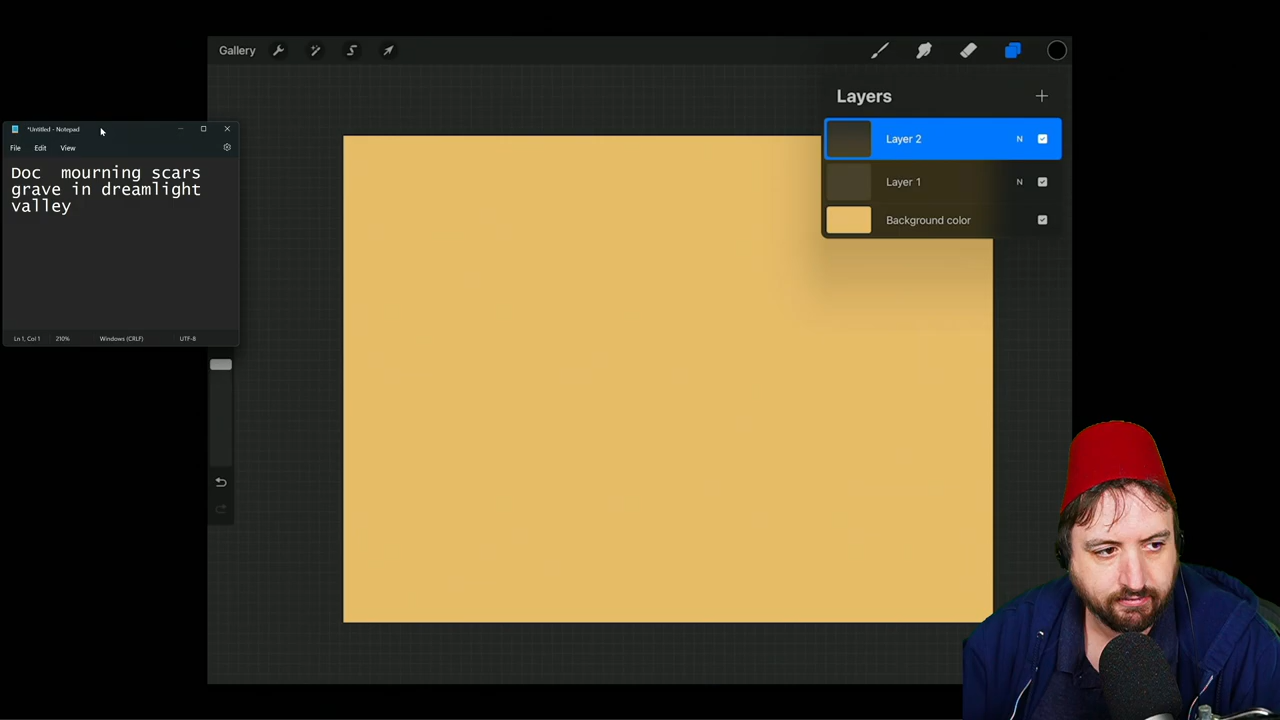 Gallery
Layers
Layer 2 N
Layer 1 N
Background color
*Untitled - Notepad
File Edit View
Doc  mourning scars
grave in dreamlight
valley
Ln 1, Col 1 210% Windows (CRLF) UTF-8